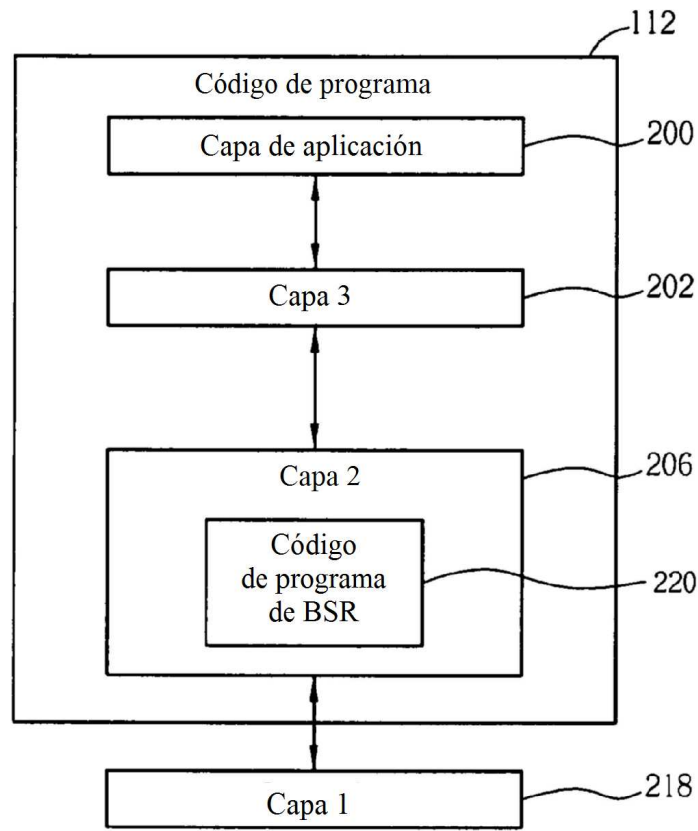 112
Código de programa
Capa de aplicación
200
Capa 3
202
Capa 2
206
Código
de programa
de BSR
220
Capa 1
218